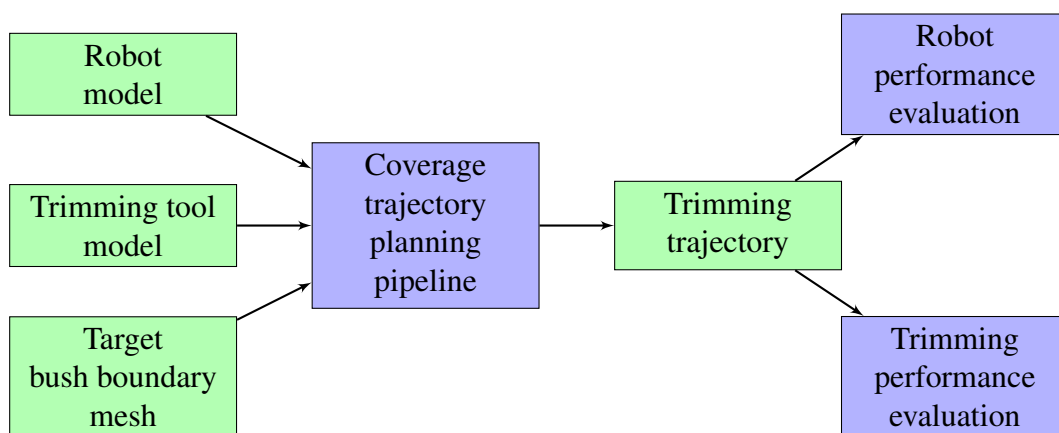 Robot
model
Trimming tool
model
Target
bush boundary
mesh
Coverage
trajectory
planning
pipeline
Trimming
trajectory
Robot
performance
evaluation
Trimming
performance
evaluation